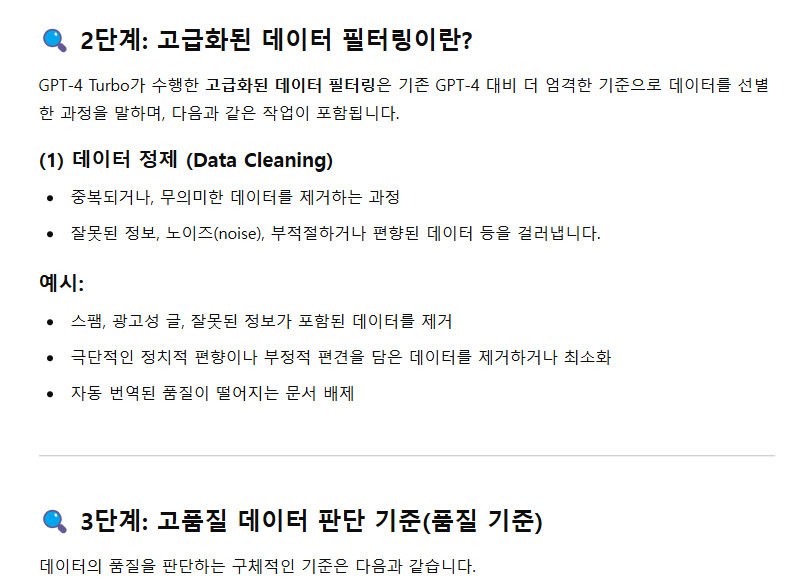 2단계: 고급화된 데이터 필터링이란?
GPT-4 Turbo가 수행한 고급화된 데이터 필터링은 기존 GPT-4 대비 더 엄격한 기준으로 데이터를 선별
한 과정을 말하며, 다음과 같은 작업이 포함됩니다.
(1) 데이터 정제 (Data Cleaning)
• 중복되거나, 무의미한 데이터를 제거하는 과정
• 잘못된 정보, 노이즈(noise), 부적절하거나 편향된 데이터 등을 걸러냅니다.
예시:
• 스팸, 광고성 글, 잘못된 정보가 포함된 데이터를 제거
• 극단적인 정치적 편향이나 부정적 편견을 담은 데이터를 제거하거나 최소화
• 자동 번역된 품질이 떨어지는 문서 배제
3단계: 고품질 데이터 판단 기준(품질 기준)
데이터의 품질을 판단하는 구체적인 기준은 다음과 같습니다.